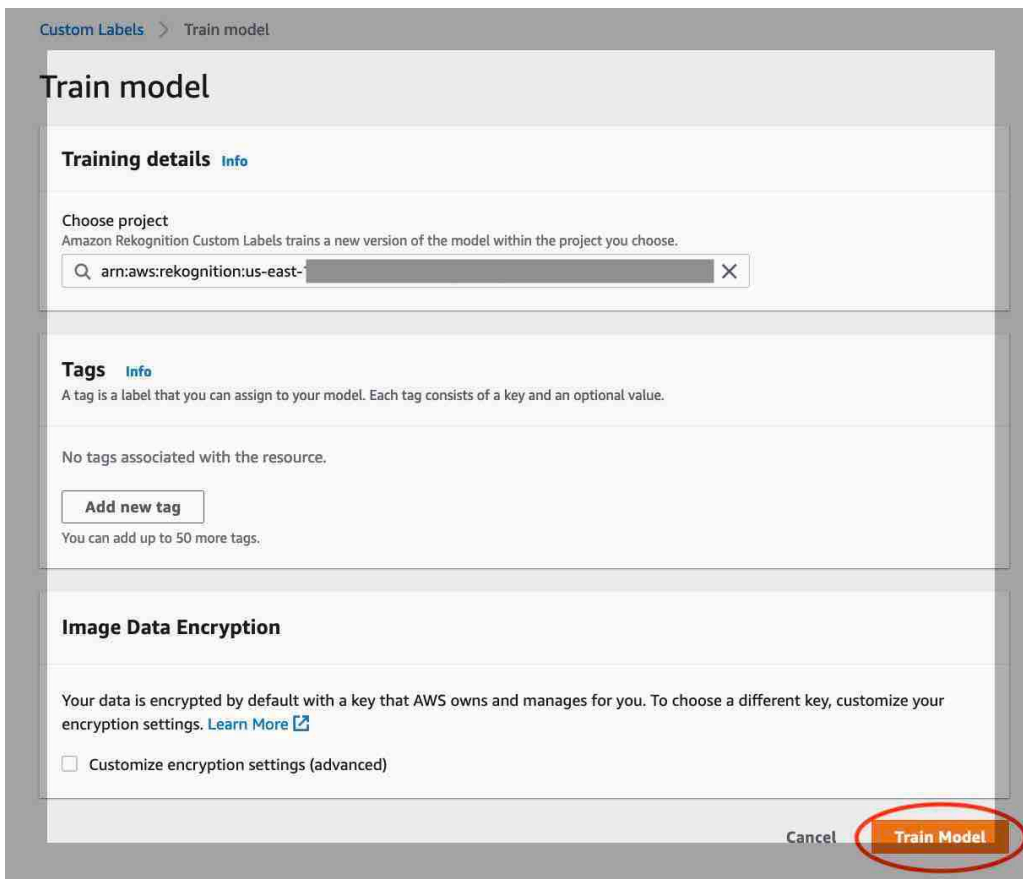 Custom Labels > Train model
Train model
Training details Info
Choose project
Amazon Rekognition Custom Labels trains a new version of the model within the project you choose.
arn:aws:rekognition:us-east-
Tags Info
A tag is a label that you can assign to your model. Each tag consists of a key and an optional value.
No tags associated with the resource.
Add new tag
You can add up to 50 more tags.
Image Data Encryption
Your data is encrypted by default with a key that AWS owns and manages for you. To choose a different key, customize your
encryption settings. Learn More
Customize encryption settings (advanced)
Cancel Train Model